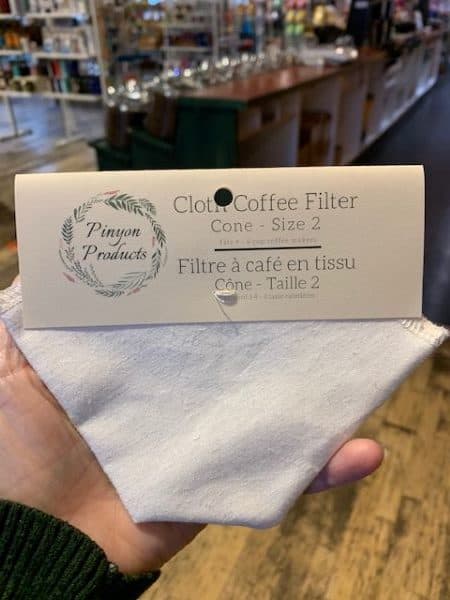 Pinyon
Products
Cloth Coffee Filter
Cone - Size 2
Filtre à café en tissu
Cône - Taille 2